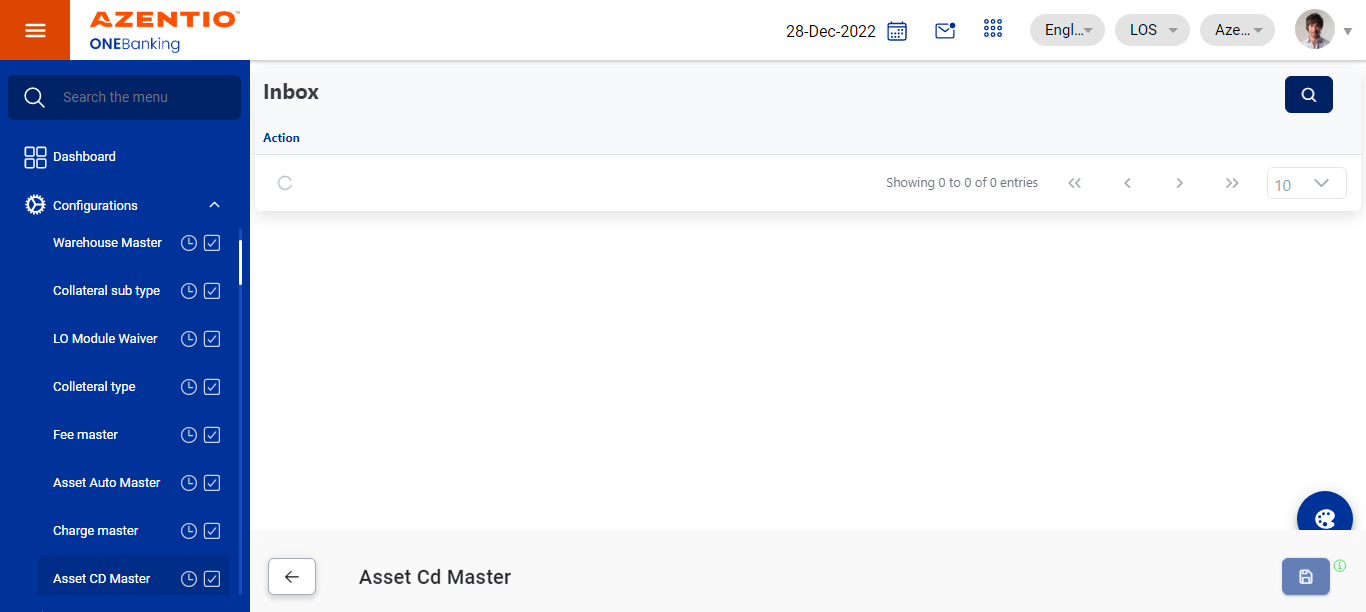 AZENTIO™
ONEBanking
28-Dec-2022
Engl...
LOS
Aze...
Search the menu
Dashboard
Configurations
Warehouse Master
Collateral sub type
LO Module Waiver
Colleteral type
Fee master
Asset Auto Master
Charge master
Asset CD Master
Inbox
Action
Showing 0 to 0 of 0 entries
10
Asset Cd Master